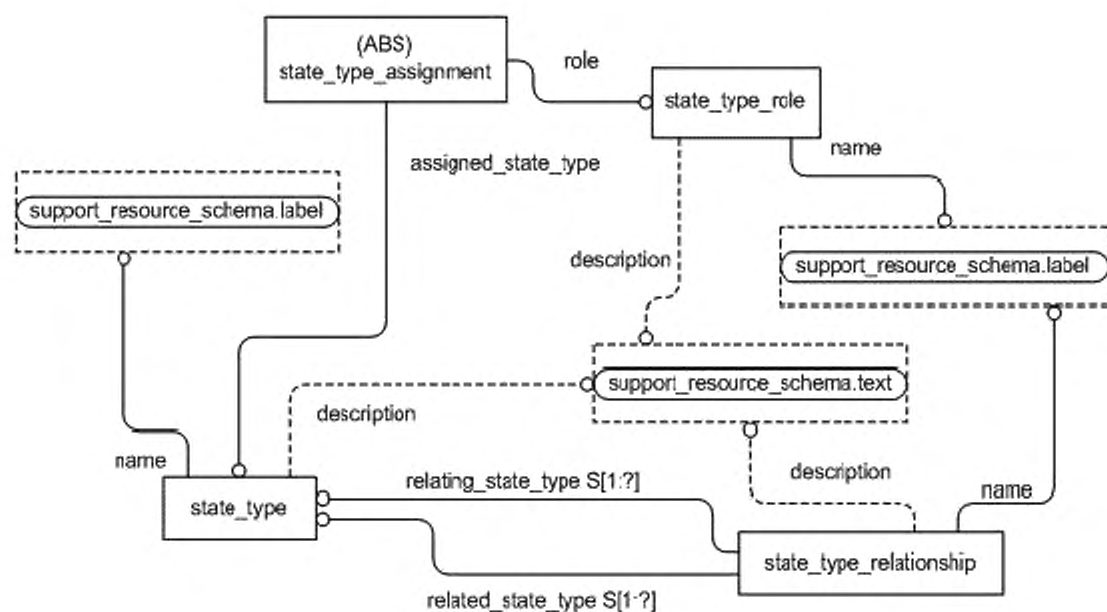 (ABS)
state_type_assignment
role
state_type_role
name
assigned_state_type
support_resource_schema.label
description
support_resource_schema.label
support_resource_schema.text
description
name
relating_state_type S[1:?]
description
name
state_type
state_type_relationship
related_state_type S[1-?]